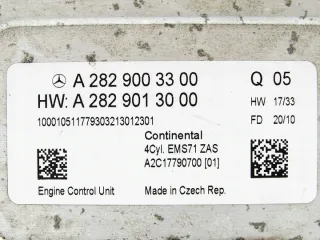 A 282 900 33 00 Q 05
HW: A 282 901 30 00 HW 17/33
10001051177930321301​2301 FD 20/10
Continental
4Cyl. EMS71 ZAS
A2C17790700 [01]
Engine Control Unit Made in Czech Rep.